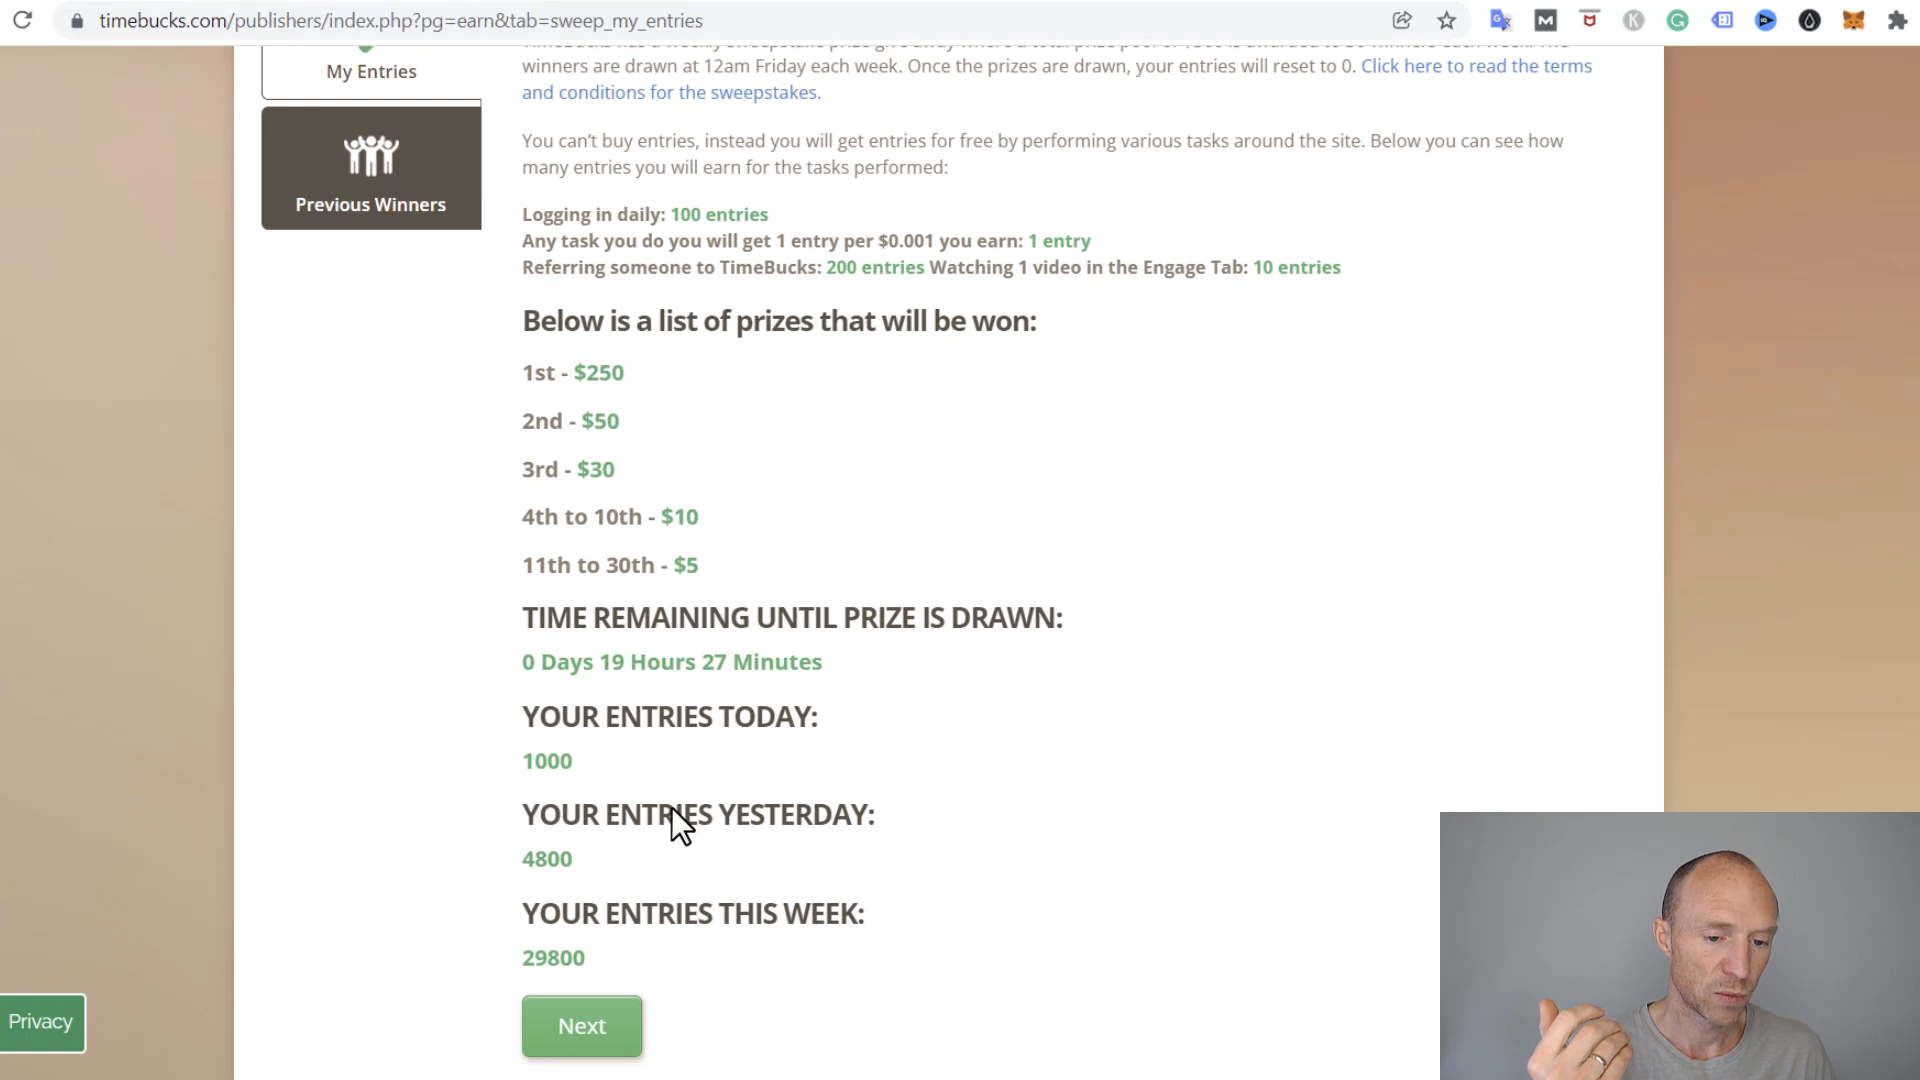 timebucks.com/publishers/index.php?pg=earn&tab=sweep_my_entries
winners are drawn at 12am Friday each week. Once the prizes are drawn, your entries will reset to 0. Click here to read the terms
and conditions for the sweepstakes.
My Entries
Previous Winners
You can't buy entries, instead you will get entries for free by performing various tasks around the site. Below you can see how
many entries you will earn for the tasks performed:
Logging in daily: 100 entries
Any task you do you will get 1 entry per $0.001 you earn: 1 entry
Referring someone to TimeBucks: 200 entries Watching 1 video in the Engage Tab: 10 entries
Below is a list of prizes that will be won:
1st - $250
2nd - $50
3rd - $30
4th to 10th - $10
11th to 30th - $5
TIME REMAINING UNTIL PRIZE IS DRAWN:
0 Days 19 Hours 27 Minutes
YOUR ENTRIES TODAY:
1000
YOUR ENTRIES YESTERDAY:
4800
YOUR ENTRIES THIS WEEK:
29800
Next
Privacy